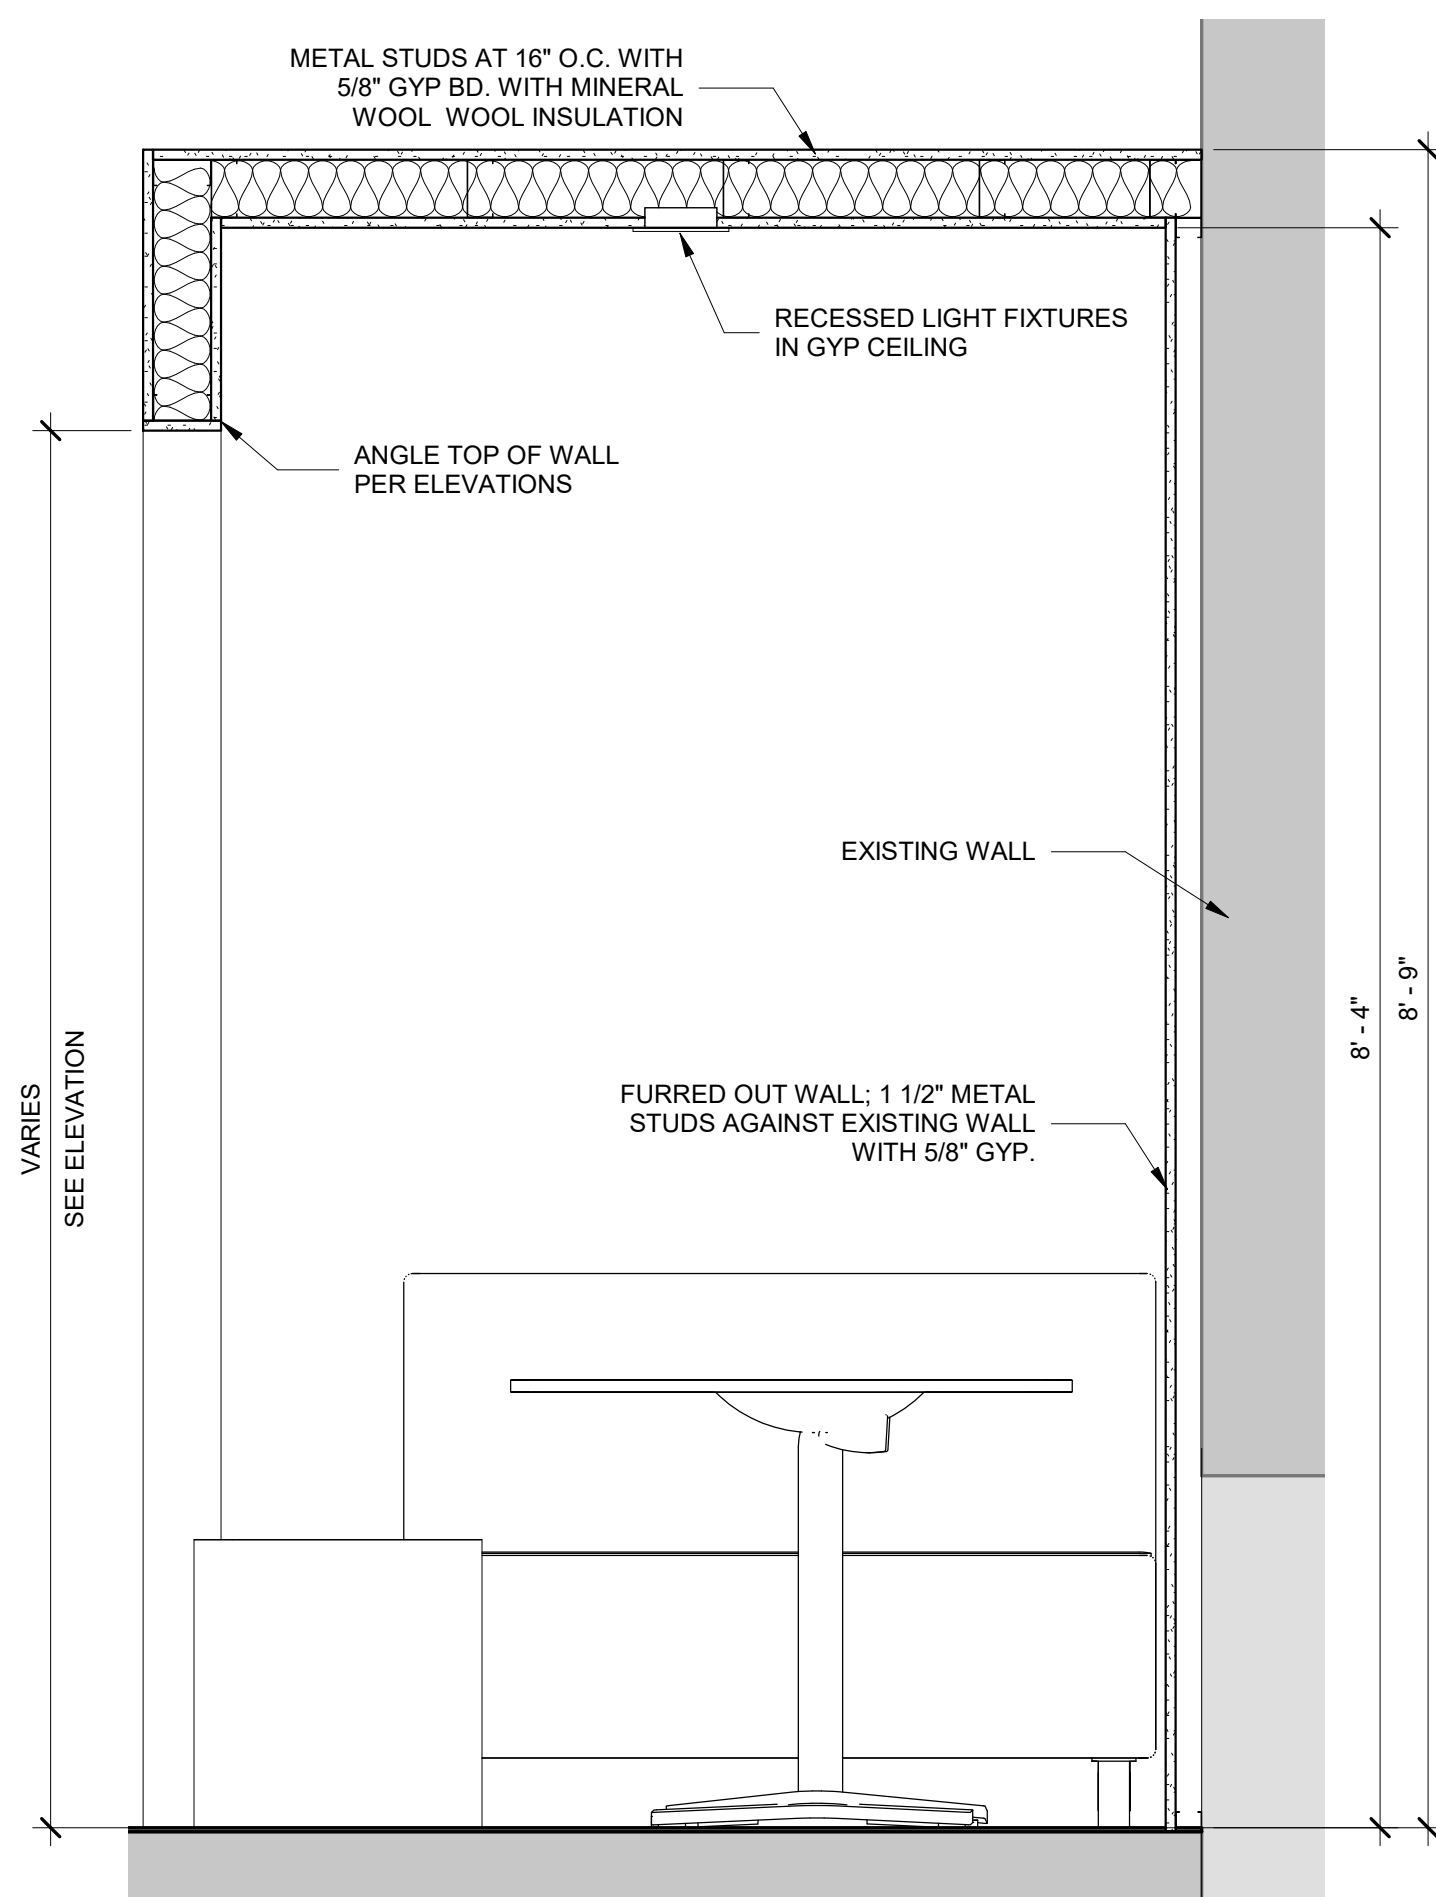 METAL STUDS AT 16" O.C. WITH
5/8" GYP BD. WITH MINERAL
WOOL  WOOL INSULATION
RECESSED LIGHT FIXTURES
IN GYP CEILING
ANGLE TOP OF WALL
PER ELEVATIONS
EXISTING WALL
8' - 4"
8' - 9"
VARIES
SEE ELEVATION
FURRED OUT WALL; 1 1/2" METAL
STUDS AGAINST EXISTING WALL
WITH 5/8" GYP.